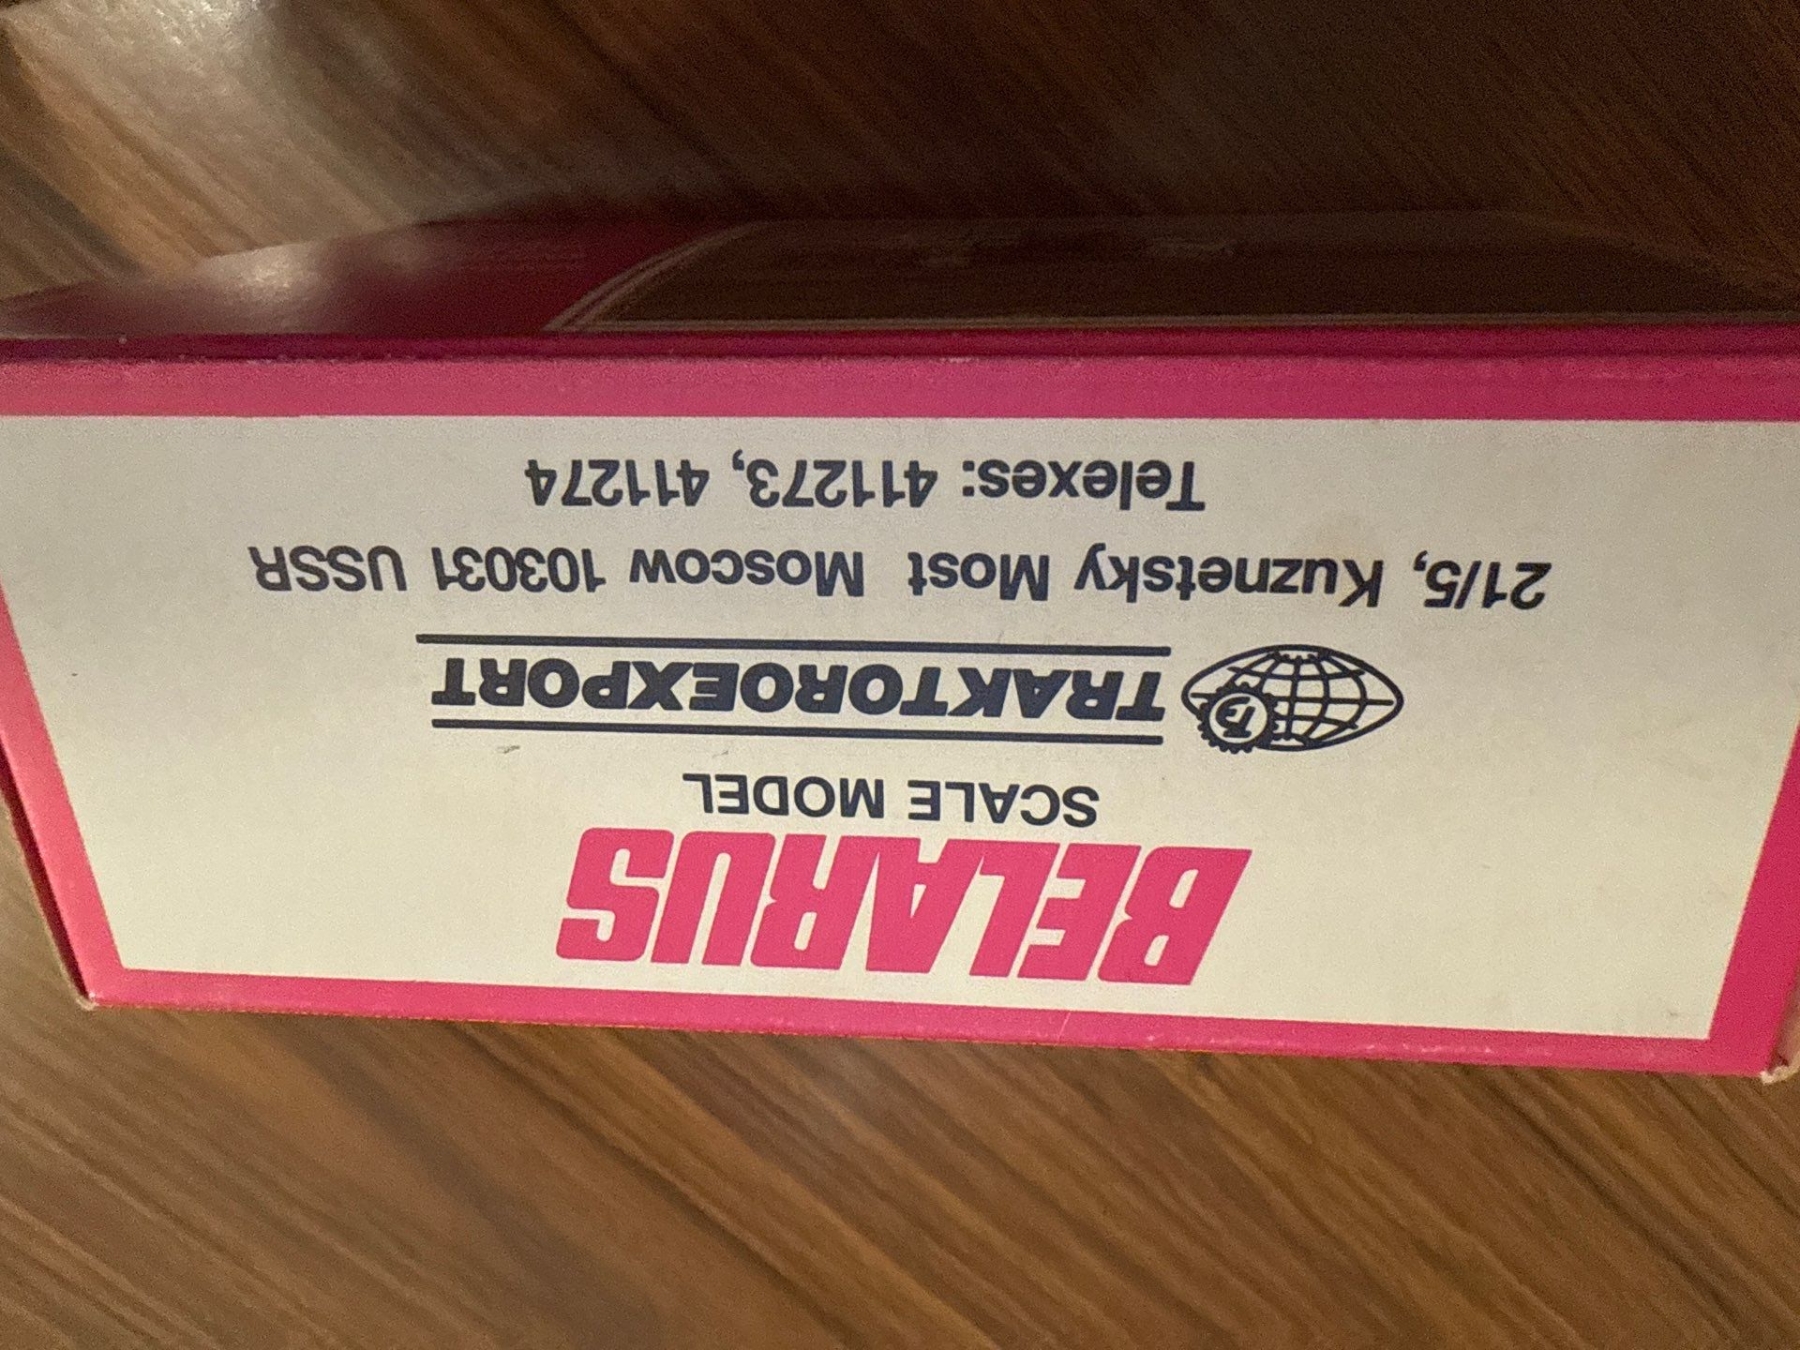 BELARUS
SCALE MODEL
TRAKTOROEXPORT
21/5, Kuznetsky Most Moscow 103031 USSR
Telexes: 411273, 411274